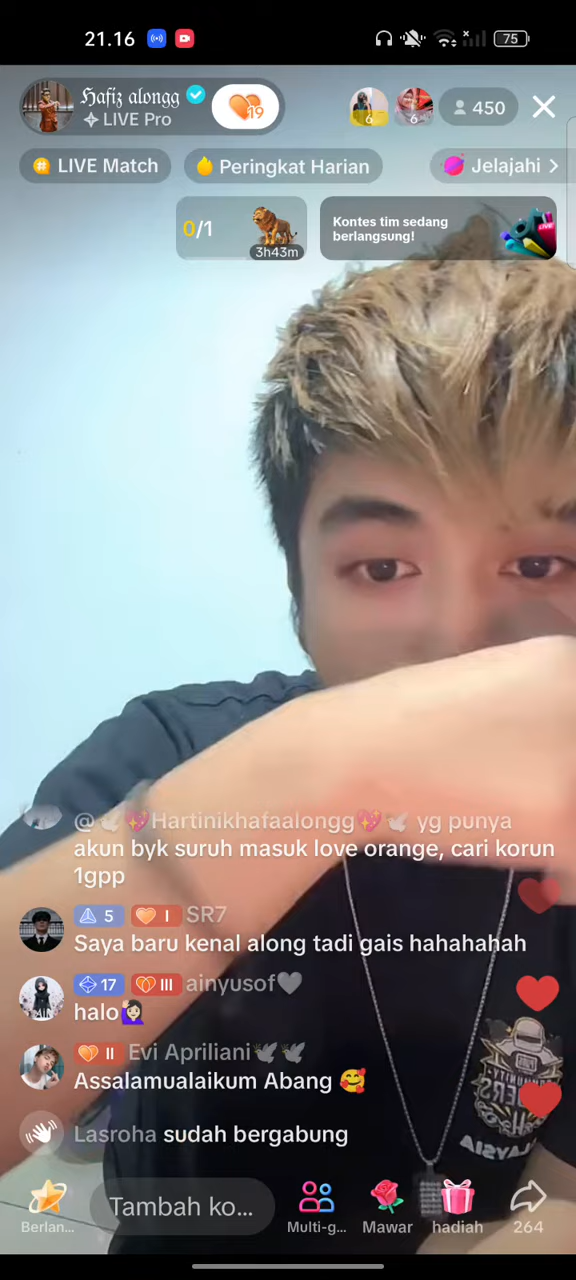 21.16
75
Hafiz alongg
LIVE Pro
19
6
6
450
LIVE Match
Peringkat Harian
Jelajahi
0/1
3h43m
Kontes tim sedang
berlangsung!
LIVE
@🕊️💖Hartinikhafaalongg💖🕊️ yg punya
akun byk suruh masuk love orange, cari korun
1gpp
5 I SR7
Saya baru kenal along tadi gais hahahahah
17 III ainyusof🩶
halo🙋🏻‍♀️
II Evi Apriliani🕊️🕊️
Assalamualaikum Abang 🥰
Lasroha sudah bergabung
Berlan...
Tambah ko...
Multi-g...
Mawar
hadiah
264